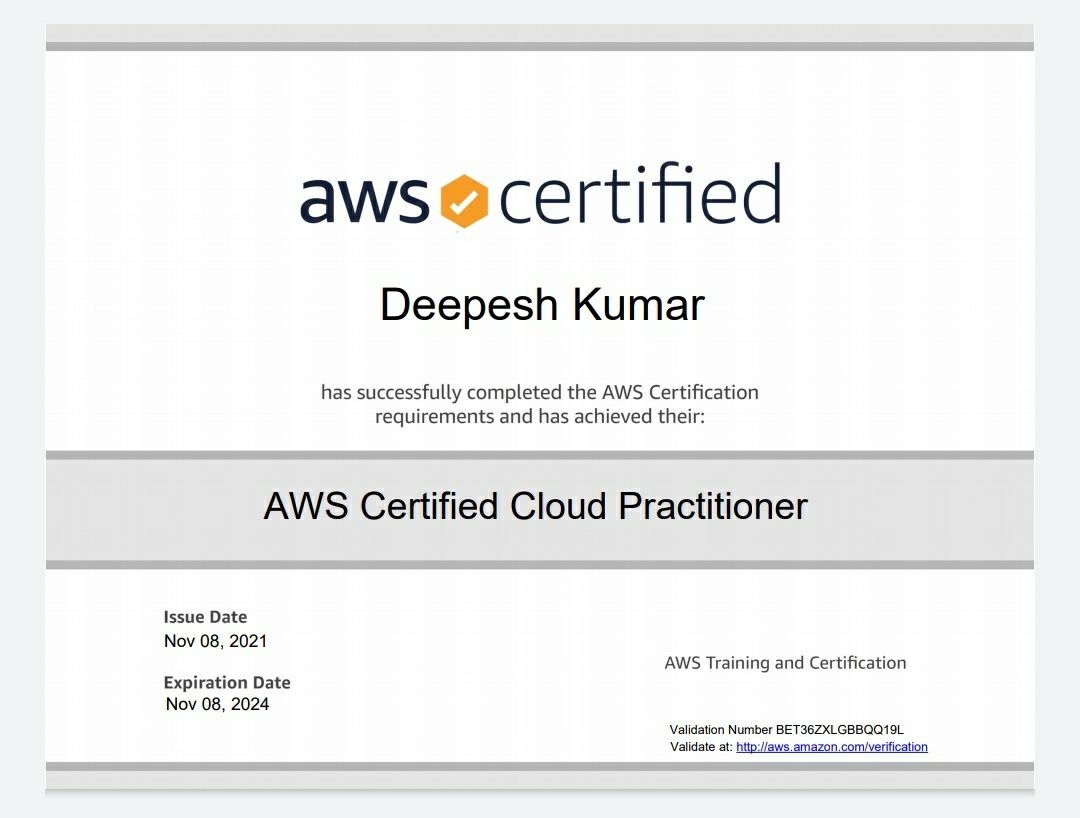 aws certified
Deepesh Kumar
has successfully completed the AWS Certification
requirements and has achieved their:
AWS Certified Cloud Practitioner
Issue Date
Nov 08, 2021
Expiration Date
Nov 08, 2024
AWS Training and Certification
Validation Number BET36ZXLGBBQQ19L
Validate at: http://aws.amazon.com/verification